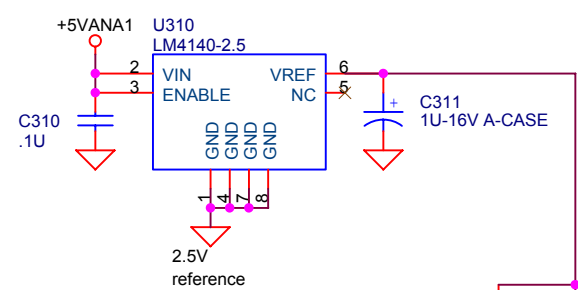 +5VANA1
U310
LM4140-2.5
2
VIN
VREF
6
3
ENABLE
NC
5
C310
.1U
C311
1U-16V A-CASE
+
GND
GND
GND
GND
1
4
7
8
2.5V
reference